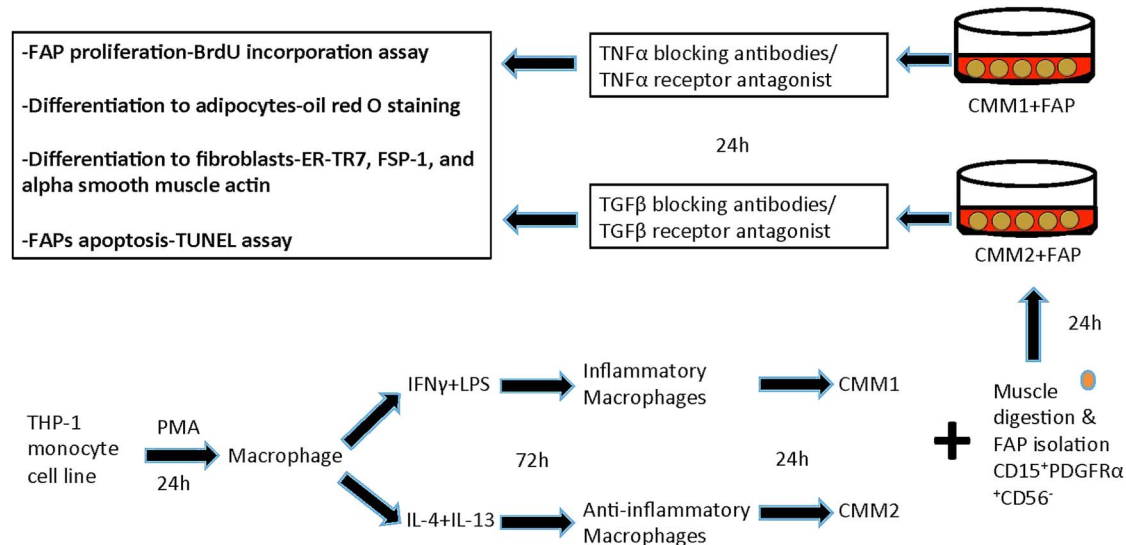 -FAP proliferation-BrdU incorporation assay
-Differentiation to adipocytes-oil red O staining
-Differentiation to fibroblasts-ER-TR7, FSP-1, and
alpha smooth muscle actin
-FAPs apoptosis-TUNEL assay
TNFα blocking antibodies/
TNFα receptor antagonist
CMM1+FAP
24h
TGFβ blocking antibodies/
TGFβ receptor antagonist
CMM2+FAP
24h
THP-1
monocyte
cell line
PMA
24h
Macrophage
IFNγ+LPS
IL-4+IL-13
72h
Inflammatory
Macrophages
Anti-inflammatory
Macrophages
24h
CMM1
CMM2
+
Muscle
digestion &
FAP isolation
CD15⁺PDGFRα
⁺CD56⁻